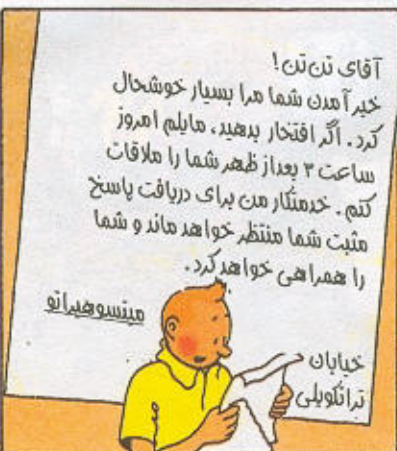 آقای تن‌تن!
خبر آمدن شما مرا بسیار خوشحال
کرد. اگر افتخار بدهید، مایلم امروز
ساعت ۳ بعداز ظهر شما را ملاقات
کنم. خدمتکار من برای دریافت پاسخ
مثبت شما منتظر خواهد ماند و شما
را همراهی خواهد کرد.
میتسوهیراتو
خیابان
ترانکویلی